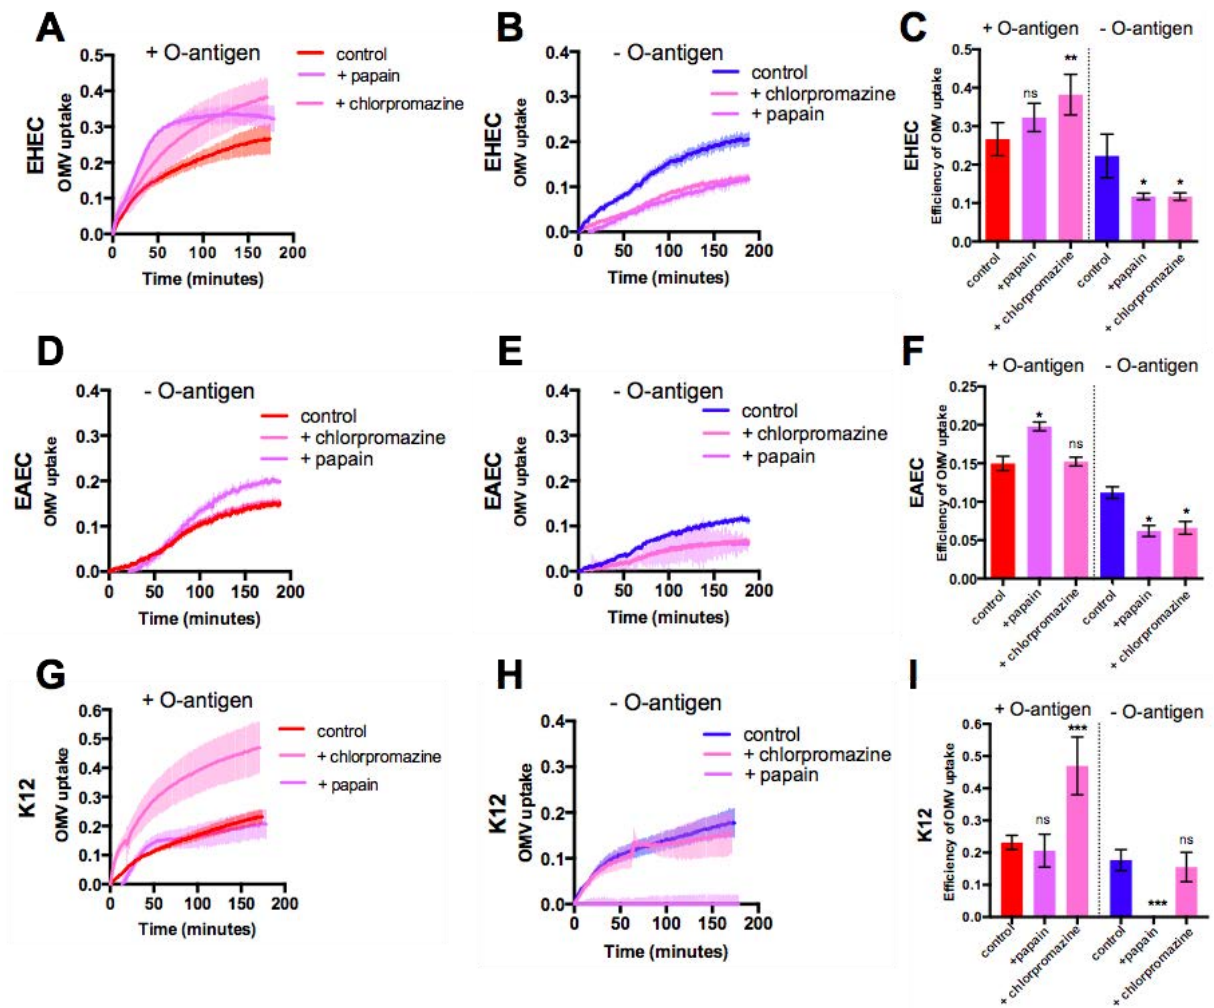 A
+ O-antigen
control
+ papain
+ chlorpromazine
EHEC
OMV uptake
0.5
0.4
0.3
0.2
0.1
0.0
0 50 100 150 200
Time (minutes)
B
- O-antigen
control
+ chlorpromazine
+ papain
EHEC
OMV uptake
0.4
0.3
0.2
0.1
0.0
0 50 100 150 200
Time (minutes)
C
+ O-antigen - O-antigen
EHEC
Efficiency of OMV uptake
0.5
0.4
0.3
0.2
0.1
0.0
ns ** * *
control +papain + chlorpromazine control +papain + chlorpromazine
D
- O-antigen
control
+ chlorpromazine
+ papain
EAEC
OMV uptake
0.4
0.3
0.2
0.1
0.0
0 50 100 150 200
Time (minutes)
E
- O-antigen
control
+ chlorpromazine
+ papain
EAEC
OMV uptake
0.4
0.3
0.2
0.1
0.0
0 50 100 150 200
Time (minutes)
F
+ O-antigen - O-antigen
EAEC
Efficiency of OMV uptake
0.25
0.20
0.15
0.10
0.05
0.00
* ns * *
control +papain + chlorpromazine control +papain + chlorpromazine
G
+ O-antigen
control
+ chlorpromazine
+ papain
K12
OMV uptake
0.6
0.5
0.4
0.3
0.2
0.1
0.0
0 50 100 150 200
Time (minutes)
H
- O-antigen
control
+ chlorpromazine
+ papain
K12
OMV uptake
0.4
0.3
0.2
0.1
0.0
0 50 100 150 200
Time (minutes)
I
+ O-antigen - O-antigen
K12
Efficiency of OMV uptake
0.6
0.5
0.4
0.3
0.2
0.1
0.0
ns *** *** ns
control +papain + chlorpromazine control +papain + chlorpromazine